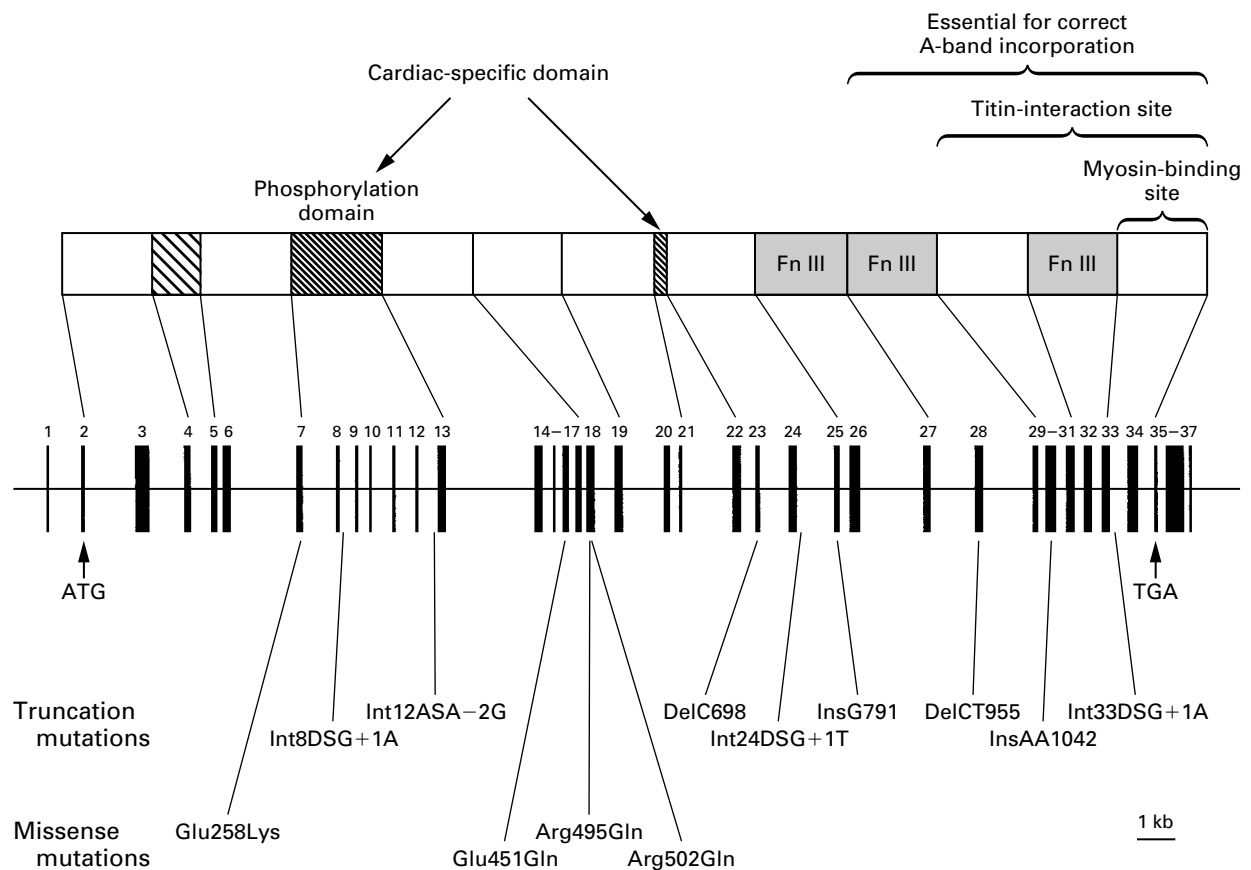 Essential for correct
A-band incorporation
Cardiac-specific domain
Titin-interaction site
Myosin-binding
site
Phosphorylation
domain
Fn III Fn III Fn III
1 2 3 4 5 6 7 8 9 10 11 12 13 14–17 18 19 20 21 22 23 24 25 26 27 28 29–31 32 33 34 35–37
ATG TGA
Truncation
mutations
Int12ASA−2G DelC698 InsG791 DelCT955 Int33DSG+1A
Int8DSG+1A Int24DSG+1T InsAA1042
Missense
mutations
Glu258Lys Arg495Gln
Glu451Gln Arg502Gln
1 kb